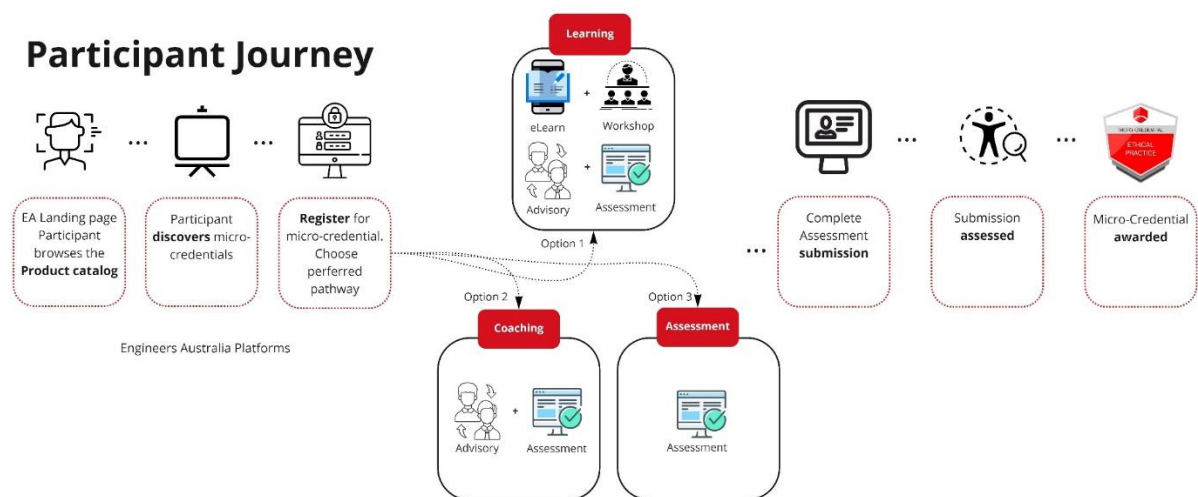 Participant Journey
EA Landing page
Participant
browses the
Product catalog
Participant
discovers micro-
credentials
Register for
micro-credential.
Choose
perferred
pathway
Engineers Australia Platforms
Option 1
Learning
eLearn
+
Workshop
Advisory
+
Assessment
Option 2
Coaching
Advisory
+
Assessment
Option 3
Assessment
Assessment
Complete
Assessment
submission
Submission
assessed
MICRO-CREDENTIAL
ETHICAL
PRACTICE
Micro-Credential
awarded